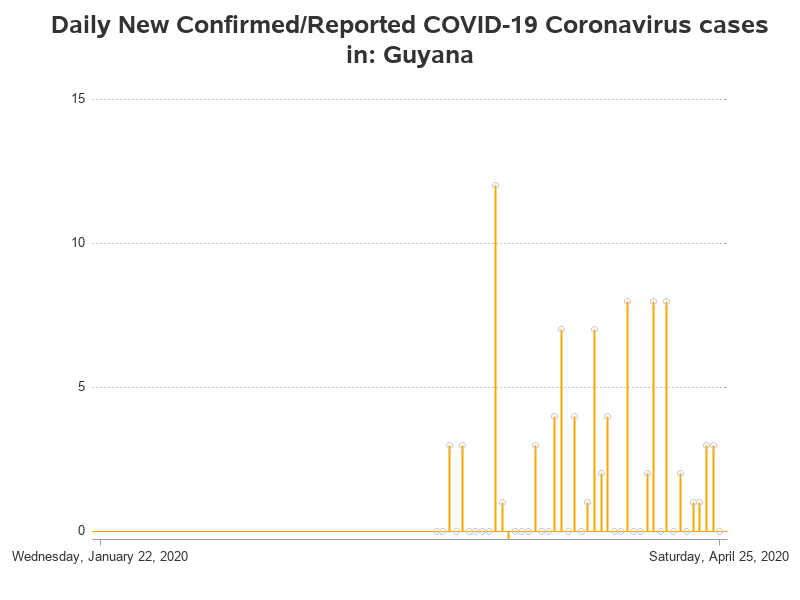 Daily New Confirmed/Reported COVID-19 Coronavirus cases
in: Guyana
15
10
5
0
Wednesday, January 22, 2020
Saturday, April 25, 2020